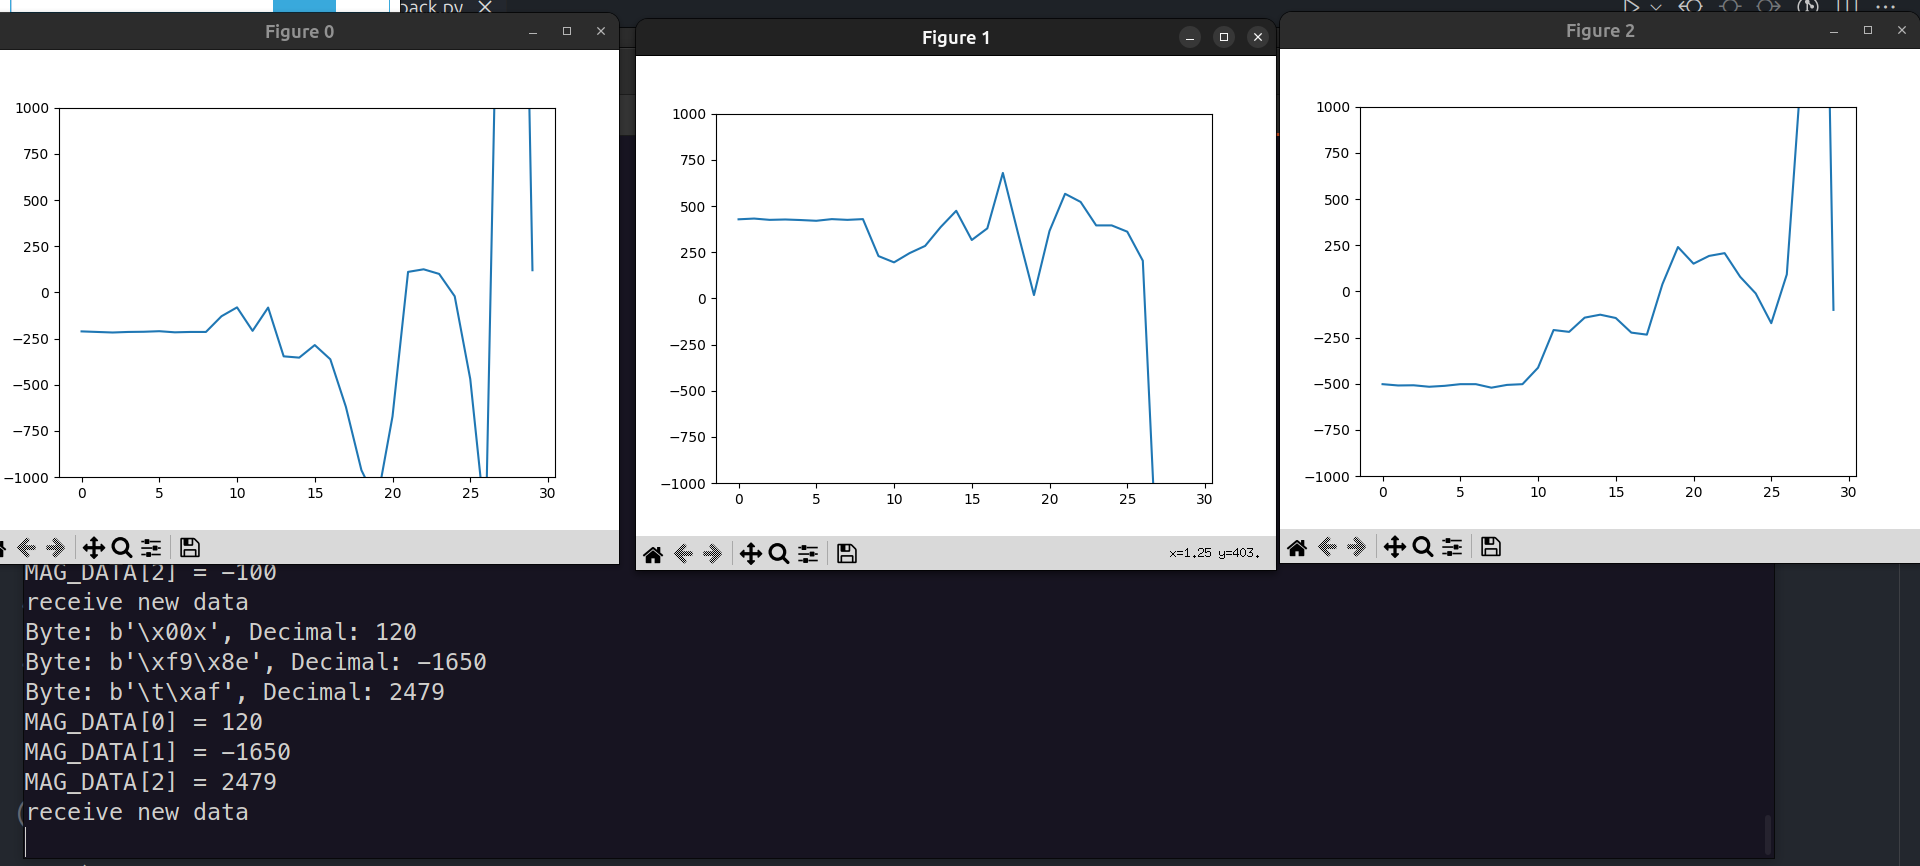 back.py
Figure 0
1000
750
500
250
0
−250
−500
−750
−1000
0 5 10 15 20 25 30
Figure 1
1000
750
500
250
0
−250
−500
−750
−1000
0 5 10 15 20 25 30
x=1.25 y=403.
Figure 2
1000
750
500
250
0
−250
−500
−750
−1000
0 5 10 15 20 25 30
MAG_DATA[2] = -100
receive new data
Byte: b'\x00x', Decimal: 120
Byte: b'\xf9\x8e', Decimal: -1650
Byte: b'\t\xaf', Decimal: 2479
MAG_DATA[0] = 120
MAG_DATA[1] = -1650
MAG_DATA[2] = 2479
(receive new data